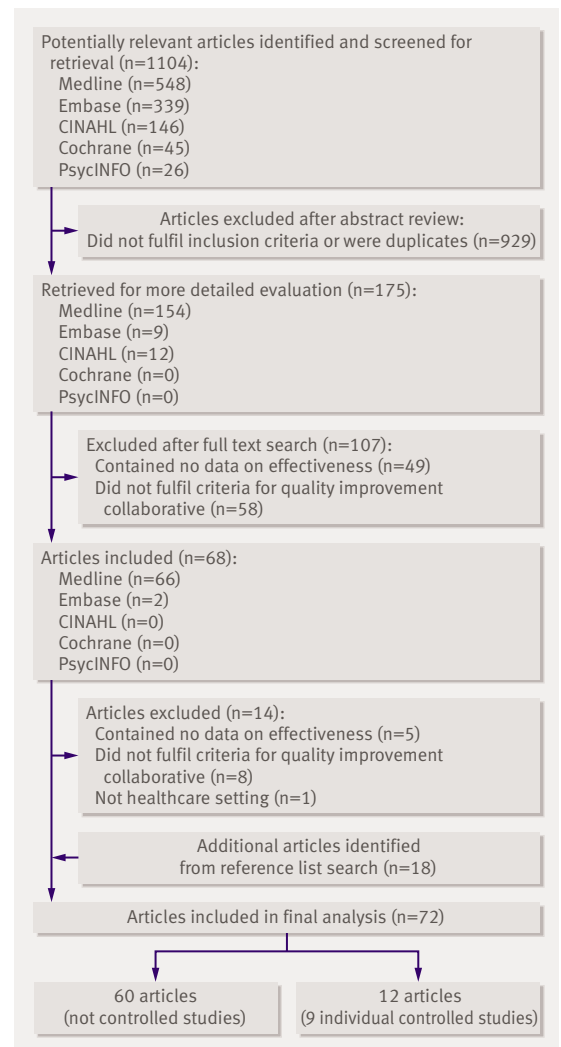 Potentially relevant articles identified and screened for
retrieval (n=1104):
Medline (n=548)
Embase (n=339)
CINAHL (n=146)
Cochrane (n=45)
PsycINFO (n=26)
Articles excluded after abstract review:
Did not fulfil inclusion criteria or were duplicates (n=929)
Retrieved for more detailed evaluation (n=175):
Medline (n=154)
Embase (n=9)
CINAHL (n=12)
Cochrane (n=0)
PsycINFO (n=0)
Excluded after full text search (n=107):
Contained no data on effectiveness (n=49)
Did not fulfil criteria for quality improvement
collaborative (n=58)
Articles included (n=68):
Medline (n=66)
Embase (n=2)
CINAHL (n=0)
Cochrane (n=0)
PsycINFO (n=0)
Articles excluded (n=14):
Contained no data on effectiveness (n=5)
Did not fulfil criteria for quality improvement
collaborative (n=8)
Not healthcare setting (n=1)
Additional articles identified
from reference list search (n=18)
Articles included in final analysis (n=72)
60 articles
(not controlled studies)
12 articles
(9 individual controlled studies)